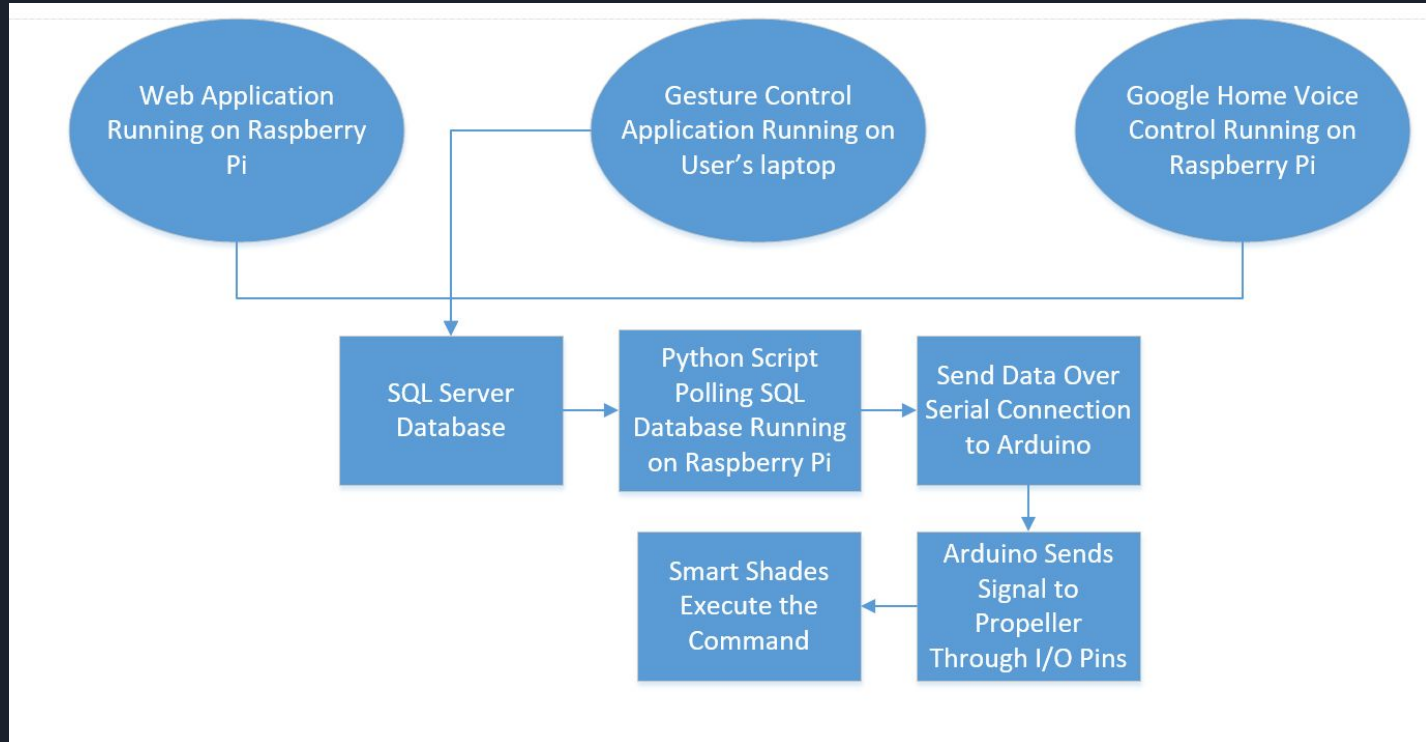 Web Application
Running on Raspberry
Pi
Gesture Control
Application Running on
User's laptop
Google Home Voice
Control Running on
Raspberry Pi
SQL Server
Database
Python Script
Polling SQL
Database Running
on Raspberry Pi
Send Data Over
Serial Connection
to Arduino
Smart Shades
Execute the
Command
Arduino Sends
Signal to
Propeller
Through I/O Pins